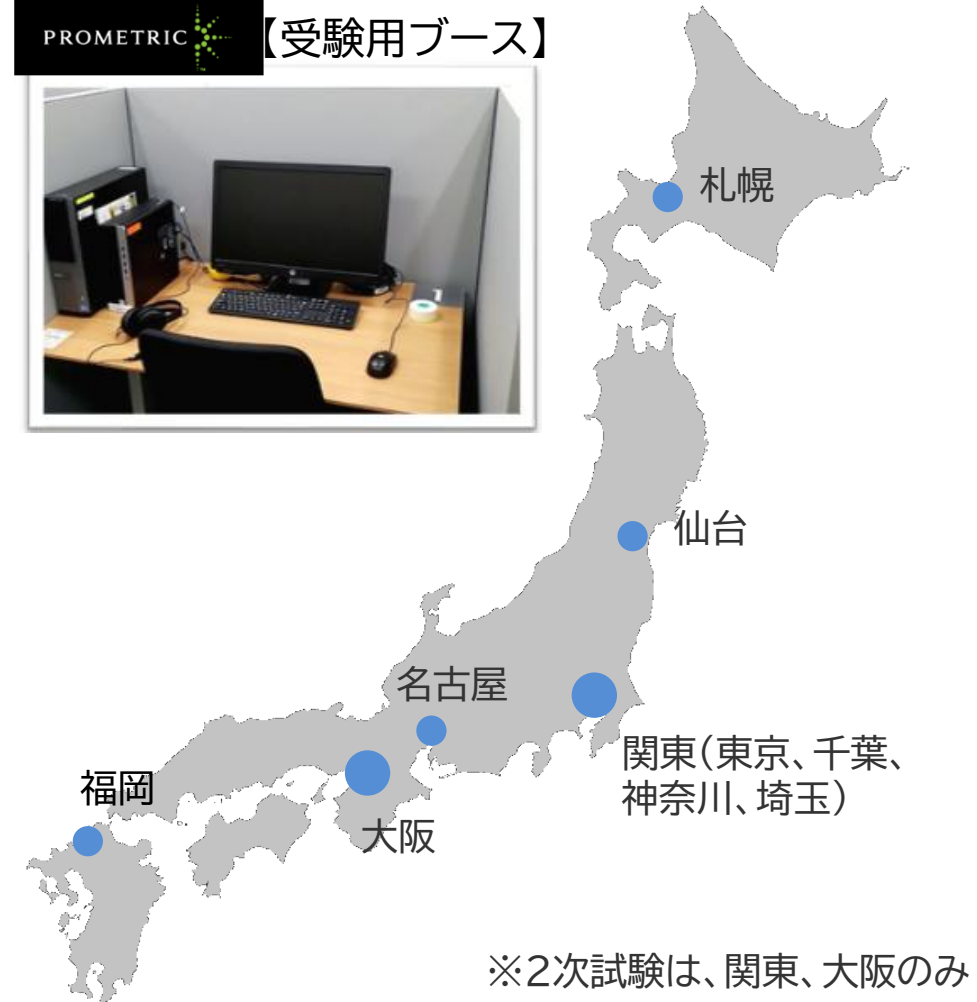 PROMETRIC
【受験用ブース】
札幌
仙台
名古屋
関東(東京、千葉、
神奈川、埼玉)
福岡
大阪
※2次試験は、関東、大阪のみ